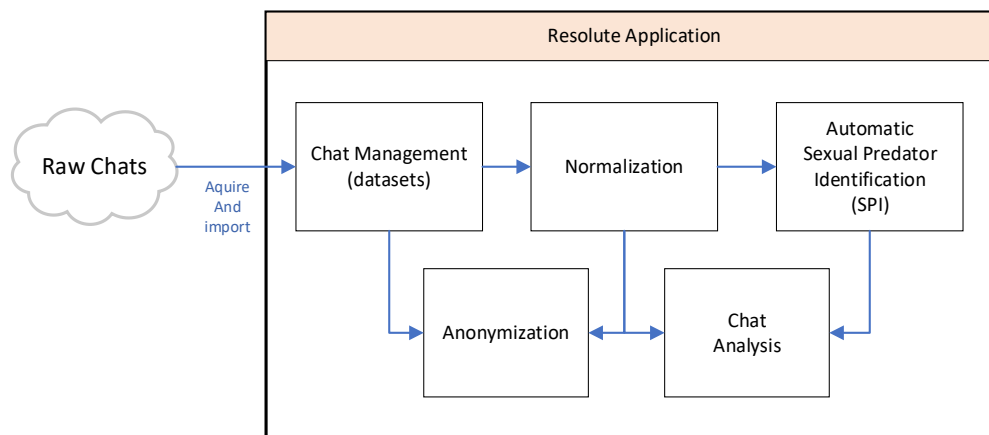 Resolute Application
Raw Chats
Aquire
And
import
Chat Management
(datasets)
Normalization
Automatic
Sexual Predator
Identification
(SPI)
Anonymization
Chat
Analysis